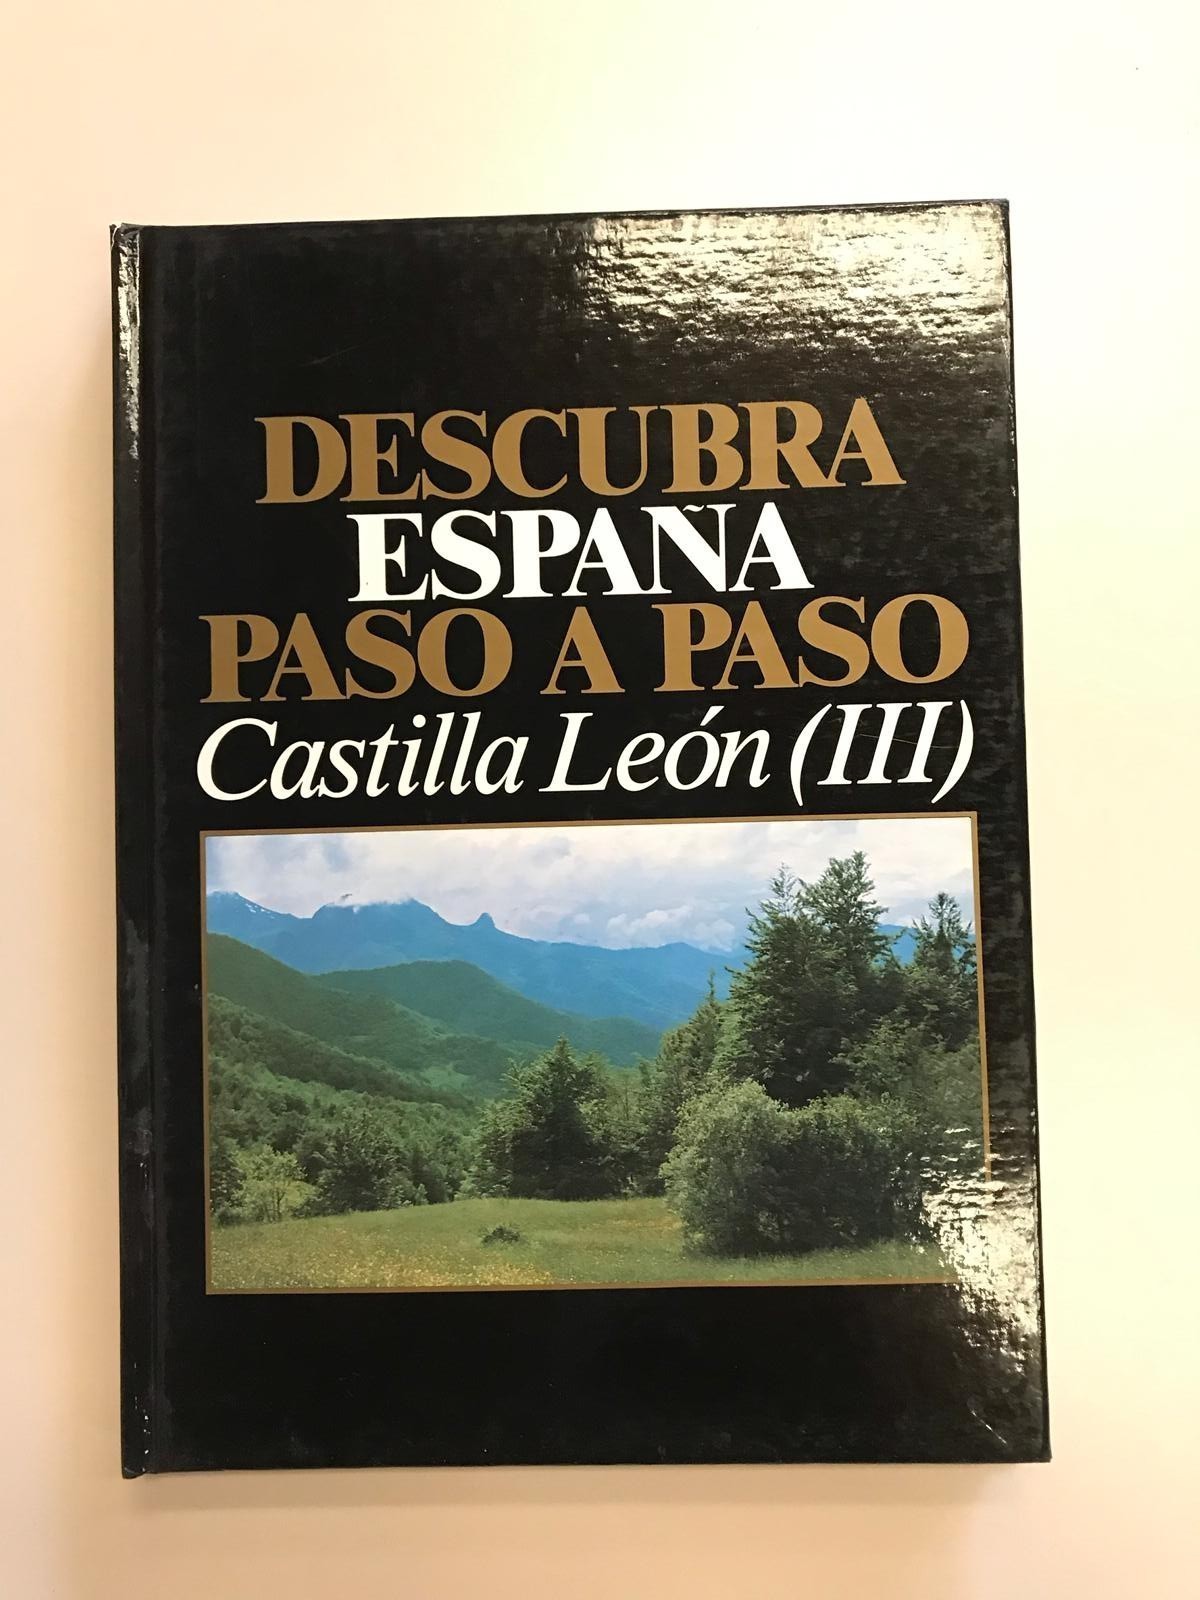 DESCUBRA
ESPAÑA
PASO A PASO
Castilla León (III)